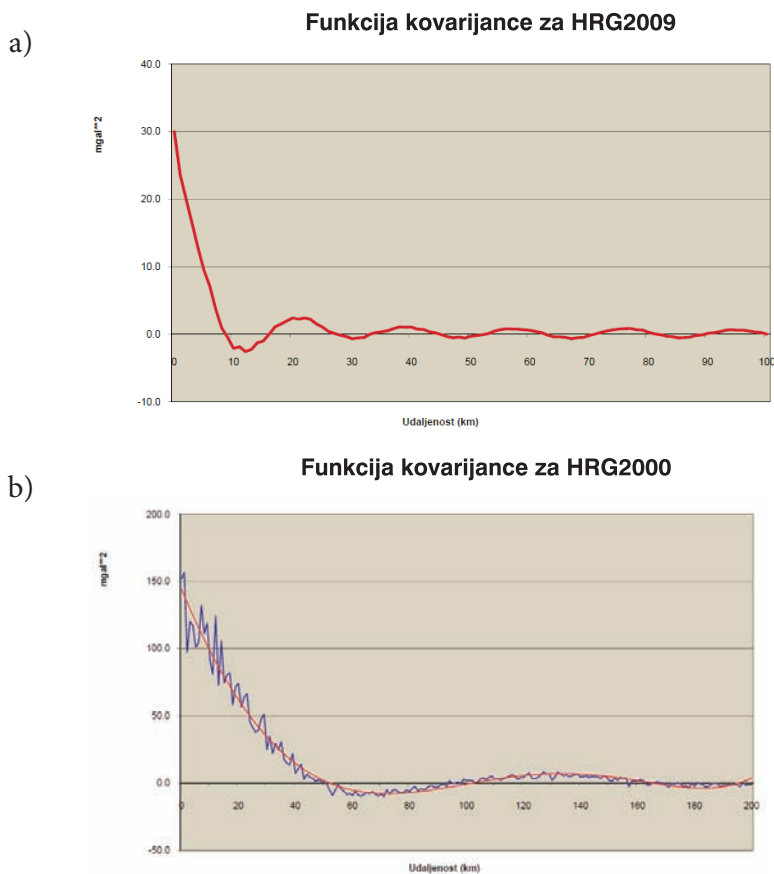 a)
Funkcija kovarijance za HRG2009
mgal**2
40.0
30.0
20.0
10.0
0.0
-10.0
0 10 20 30 40 50 60 70 80 90 100
Udaljenost (km)
b)
Funkcija kovarijance za HRG2000
mgal**2
200.0
150.0
100.0
50.0
0.0
-50.0
0 20 40 60 80 100 120 140 160 180 200
Udaljenost (km)